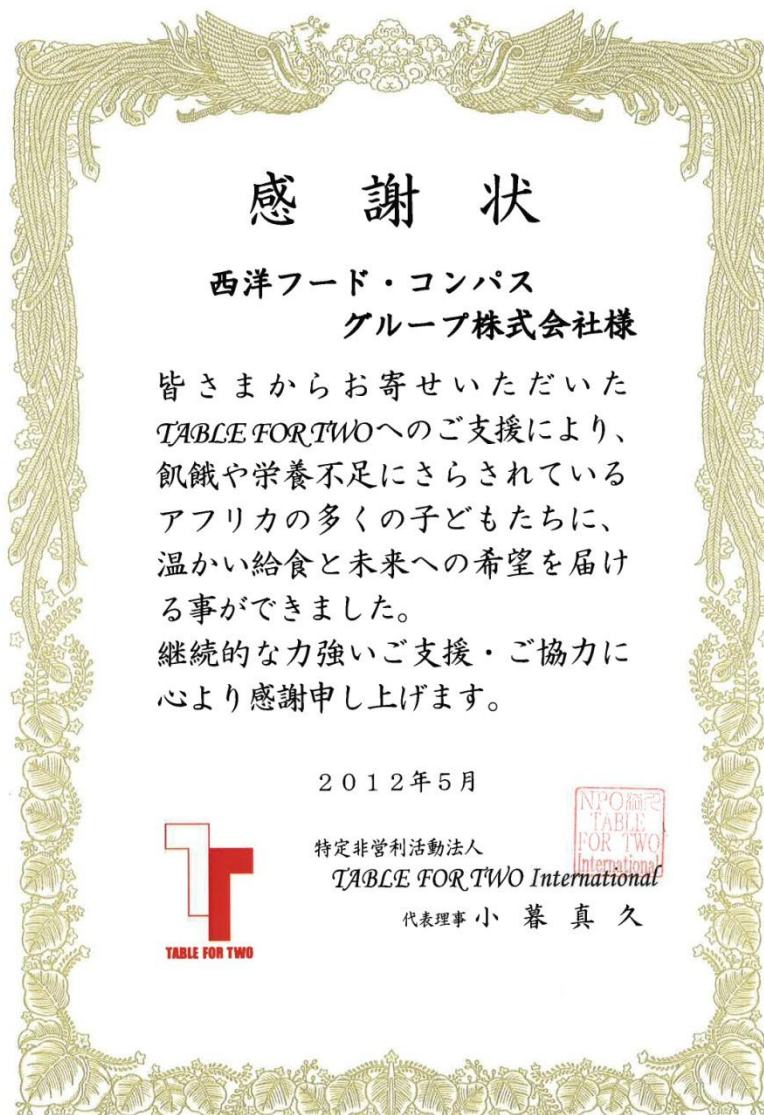 感謝状
西洋フード・コンパス
グループ株式会社様
皆さまからお寄せいただいた
TABLE FOR TWOへのご支援により、
飢餓や栄養不足にさらされている
アフリカの多くの子どもたちに、
温かい給食と未来への希望を届け
る事ができました。
継続的な力強いご支援・ご協力に
心より感謝申し上げます。
2012年5月
NPO
TABLE
FOR TWO
International
特定非営利活動法人
TABLE FOR TWO International
代表理事 小暮真久
TABLE FOR TWO